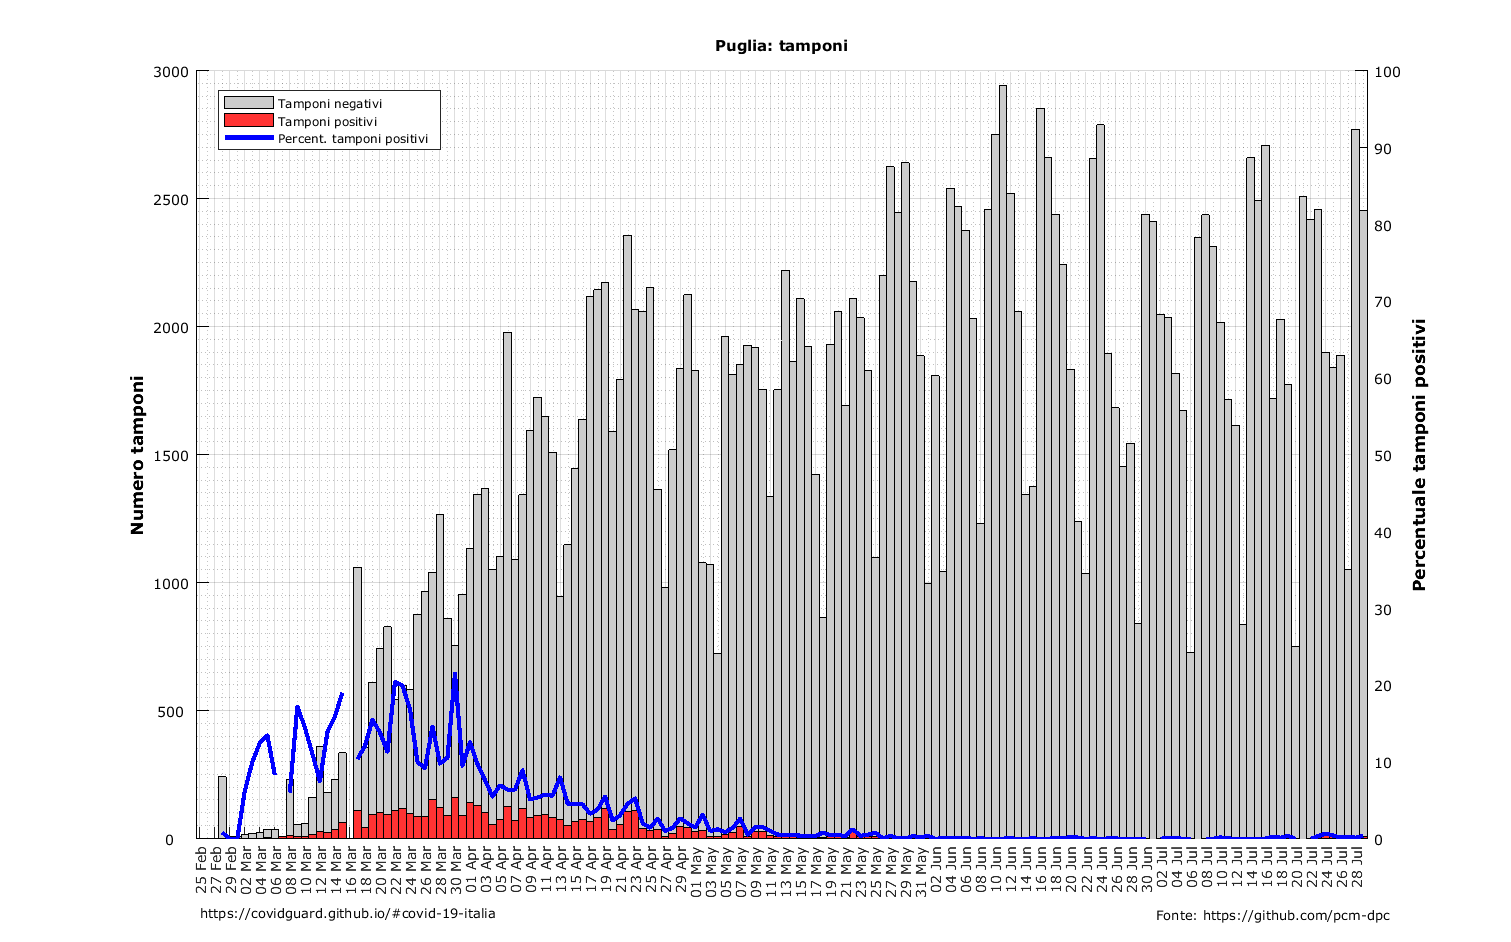 Puglia: tamponi
Tamponi negativi
Tamponi positivi
Percent. tamponi positivi
Numero tamponi
3000
2500
2000
1500
1000
500
0
Percentuale tamponi positivi
100
90
80
70
60
50
40
30
20
10
0
25 Feb
27 Feb
29 Feb
02 Mar
04 Mar
06 Mar
08 Mar
10 Mar
12 Mar
14 Mar
16 Mar
18 Mar
20 Mar
22 Mar
24 Mar
26 Mar
28 Mar
30 Mar
01 Apr
03 Apr
05 Apr
07 Apr
09 Apr
11 Apr
13 Apr
15 Apr
17 Apr
19 Apr
21 Apr
23 Apr
25 Apr
27 Apr
29 Apr
01 May
03 May
05 May
07 May
09 May
11 May
13 May
15 May
17 May
19 May
21 May
23 May
25 May
27 May
29 May
31 May
02 Jun
04 Jun
06 Jun
08 Jun
10 Jun
12 Jun
14 Jun
16 Jun
18 Jun
20 Jun
22 Jun
24 Jun
26 Jun
28 Jun
30 Jun
02 Jul
04 Jul
06 Jul
08 Jul
10 Jul
12 Jul
14 Jul
16 Jul
18 Jul
20 Jul
22 Jul
24 Jul
26 Jul
28 Jul
https://covidguard.github.io/#covid-19-italia
Fonte: https://github.com/pcm-dpc